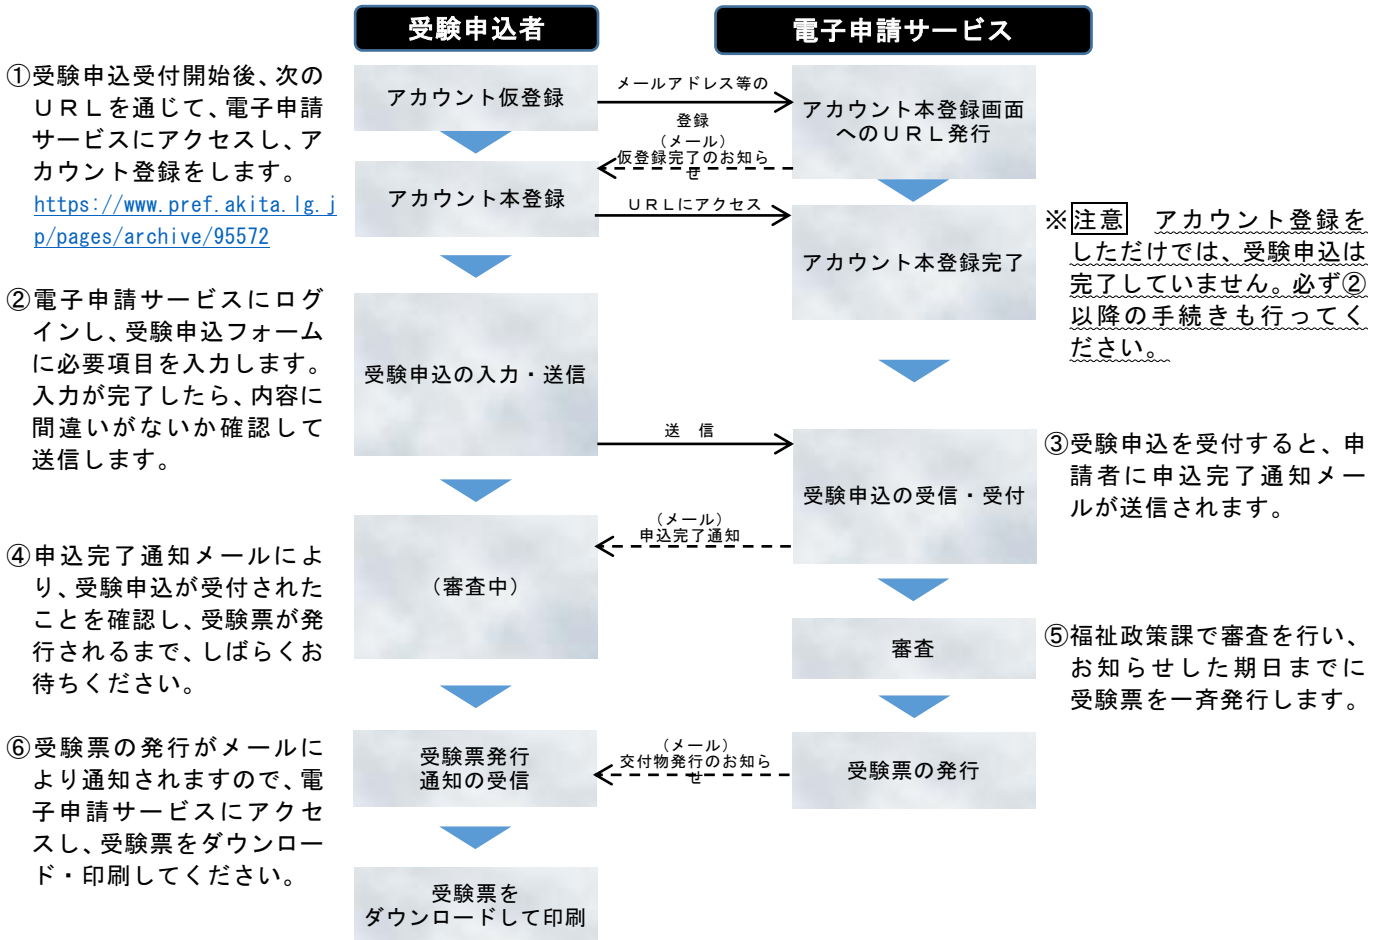 受験申込者
電子申請サービス
①受験申込受付開始後、次の
ＵＲＬを通じて、電子申請
サービスにアクセスし、ア
カウント登録をします。
https://www.pref.akita.lg.j
p/pages/archive/95572
②電子申請サービスにログ
インし、受験申込フォーム
に必要項目を入力します。
入力が完了したら、内容に
間違いがないか確認して
送信します。
④申込完了通知メールによ
り、受験申込が受付された
ことを確認し、受験票が発
行されるまで、しばらくお
待ちください。
⑥受験票の発行がメールに
より通知されますので、電
子申請サービスにアクセ
スし、受験票をダウンロー
ド・印刷してください。
アカウント仮登録
アカウント本登録
受験申込の入力・送信
（審査中）
受験票発行
通知の受信
受験票を
ダウンロードして印刷
メールアドレス等の
登録
（メール）
仮登録完了のお知ら
せ
ＵＲＬにアクセス
送　信
（メール）
申込完了通知
（メール）
交付物発行のお知ら
せ
アカウント本登録画面
へのＵＲＬ発行
アカウント本登録完了
受験申込の受信・受付
審査
受験票の発行
※注意　アカウント登録を
しただけでは、受験申込は
完了していません。必ず②
以降の手続きも行ってく
ださい。
③受験申込を受付すると、申
請者に申込完了通知メー
ルが送信されます。
⑤福祉政策課で審査を行い、
お知らせした期日までに
受験票を一斉発行します。